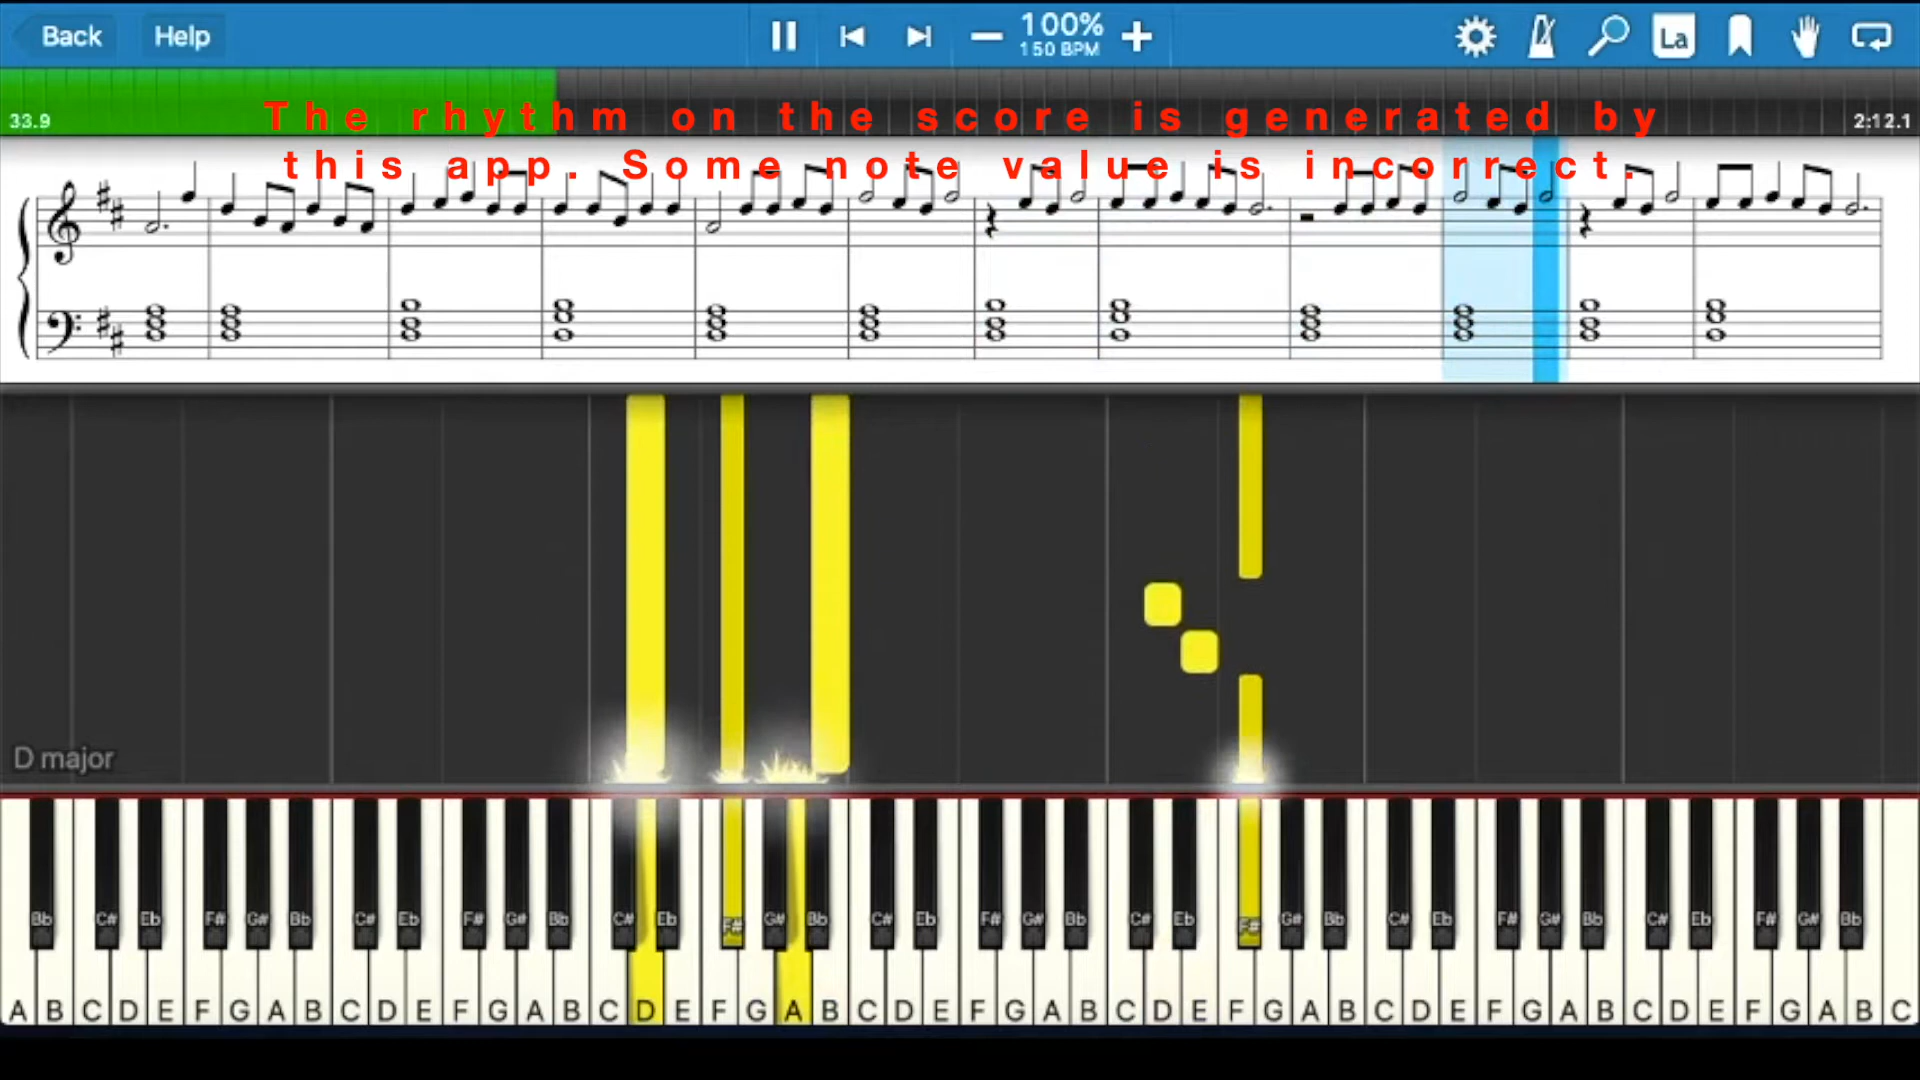 Back Help 100% La
150 BPM
33.9 2:12.1
The rhythm on the score is generated by
this app. Some note value is incorrect.
D major
Bb C# Eb F# G# Bb C# Eb F# G# Bb C# Eb F# G# Bb C# Eb F# G# Bb C# Eb F# G# Bb C# Eb F# G# Bb C# Eb F# G# Bb
A B C D E F G A B C D E F G A B C D E F G A B C D E F G A B C D E F G A B C D E F G A B C D E F G A B C